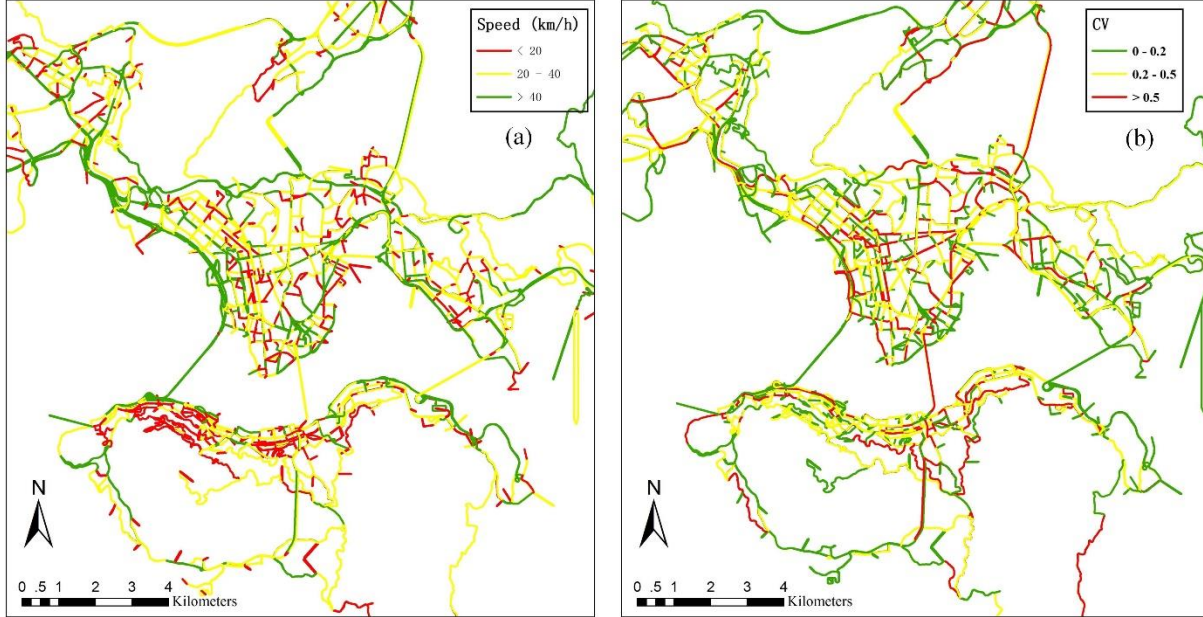 Speed (km/h)
< 20
20 - 40
> 40
(a)
N
0 .5 1 2 3 4
Kilometers
CV
0 - 0.2
0.2 - 0.5
> 0.5
(b)
N
0 .5 1 2 3 4
Kilometers